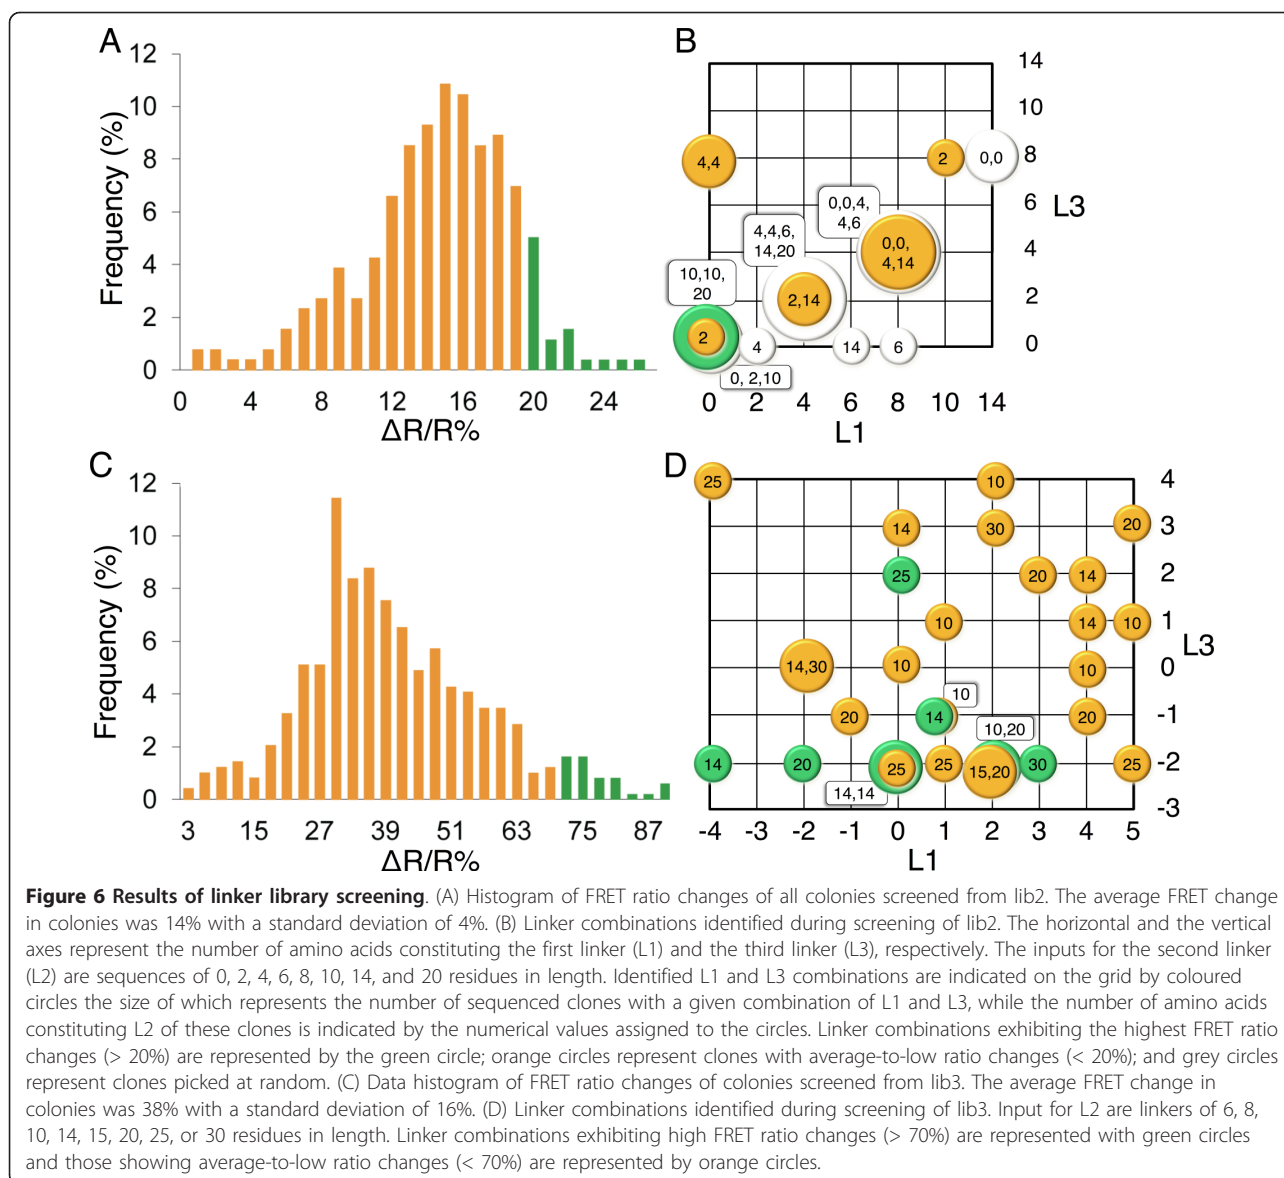 A
12
10
8
6
4
2
0
Frequency (%)
0 4 8 12 16 20 24
ΔR/R%
B
14
10
8
6
4
2
0
L3
4,4
2
0,0
0,0,4,
4,6
4,4,6,
14,20
0,0,
4,14
10,10,
20
2,14
2
4
14
6
0, 2,10
0 2 4 6 8 10 14
L1
C
12
10
8
6
4
2
0
Frequency (%)
3 15 27 39 51 63 75 87
ΔR/R%
D
4
3
2
1
0
-1
-2
-3
L3
25
10
14
30
20
25
20
14
10
14
10
14,30
10
10
10
20
14
20
10,20
14
20
25
25
15,20
30
25
14,14
-4 -3 -2 -1 0 1 2 3 4 5
L1
Figure 6 Results of linker library screening. (A) Histogram of FRET ratio changes of all colonies screened from lib2. The average FRET change
in colonies was 14% with a standard deviation of 4%. (B) Linker combinations identified during screening of lib2. The horizontal and the vertical
axes represent the number of amino acids constituting the first linker (L1) and the third linker (L3), respectively. The inputs for the second linker
(L2) are sequences of 0, 2, 4, 6, 8, 10, 14, and 20 residues in length. Identified L1 and L3 combinations are indicated on the grid by coloured
circles the size of which represents the number of sequenced clones with a given combination of L1 and L3, while the number of amino acids
constituting L2 of these clones is indicated by the numerical values assigned to the circles. Linker combinations exhibiting the highest FRET ratio
changes (> 20%) are represented by the green circle; orange circles represent clones with average-to-low ratio changes (< 20%); and grey circles
represent clones picked at random. (C) Data histogram of FRET ratio changes of colonies screened from lib3. The average FRET change in
colonies was 38% with a standard deviation of 16%. (D) Linker combinations identified during screening of lib3. Input for L2 are linkers of 6, 8,
10, 14, 15, 20, 25, or 30 residues in length. Linker combinations exhibiting high FRET ratio changes (> 70%) are represented with green circles
and those showing average-to-low ratio changes (< 70%) are represented by orange circles.